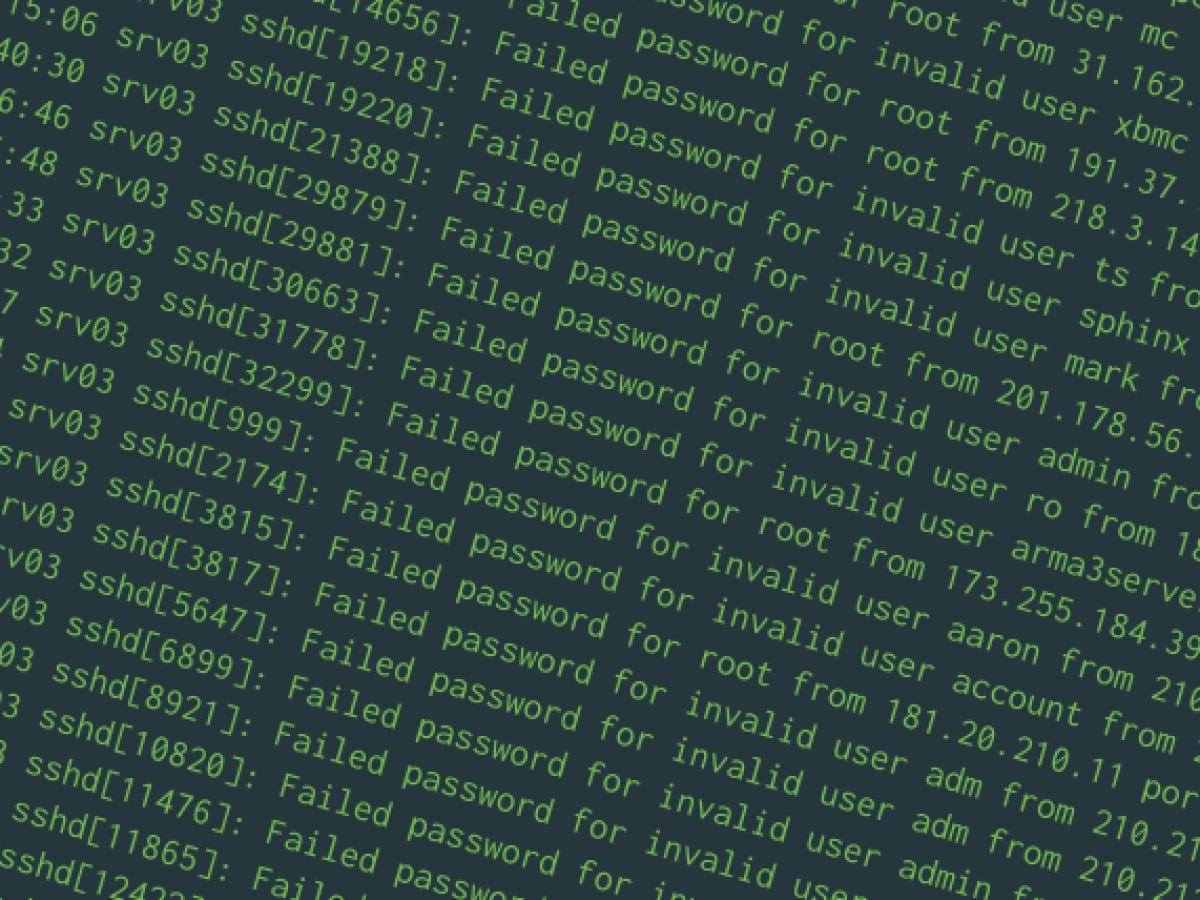 user mc
root from 31.162.
password for invalid user xbmc
Failed password for root from 191.37.
14656]: Failed password for root from 218.3.14
rv03 sshd[19218]: Failed password for invalid user ts fro
15:06 srv03 sshd[19220]: Failed password for invalid user sphinx
40:30 srv03 sshd[21388]: Failed password for invalid user mark fro
6:46 srv03 sshd[29879]: Failed password for root from 201.178.56.
:48 srv03 sshd[29881]: Failed password for invalid user admin fro
:33 srv03 sshd[30663]: Failed password for invalid user ro from 18
32 srv03 sshd[31778]: Failed password for invalid user arma3serve
7 srv03 sshd[32299]: Failed password for root from 173.255.184.39
srv03 sshd[999]: Failed password for invalid user aaron from 210
srv03 sshd[2174]: Failed password for invalid user account from
srv03 sshd[3815]: Failed password for root from 181.20.210.11 por
rv03 sshd[3817]: Failed password for invalid user adm from 210.21
rv03 sshd[5647]: Failed password for invalid user adm from 210.21
v03 sshd[6899]: Failed password for invalid user admin fr
03 sshd[8921]: Failed password for invalid user
03 sshd[10820]: Failed password for inv
3 sshd[11476]: Failed passwo
sshd[11865]: Failed
sshd[1242